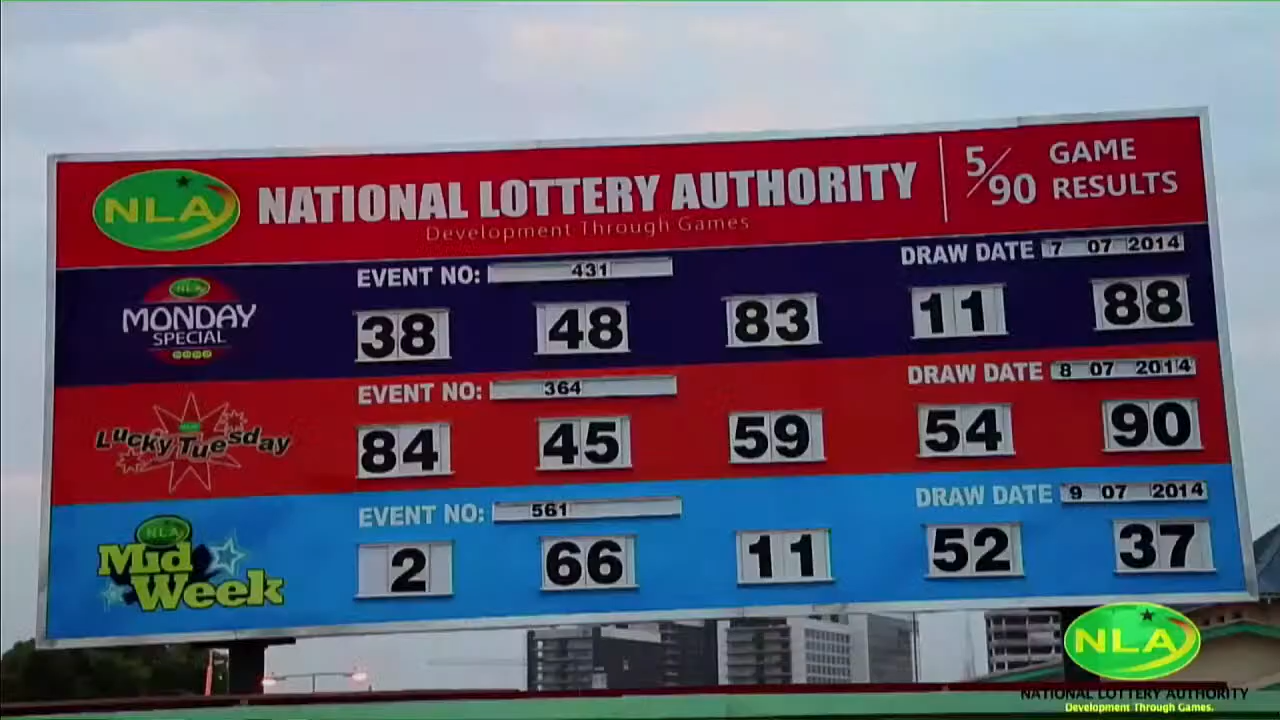 NLA
NATIONAL LOTTERY AUTHORITY
Development Through Games
5/90 GAME RESULTS
NLA
MONDAY
SPECIAL
EVENT NO: 431
DRAW DATE 7 07 2014
38 48 83 11 88
Lucky Tuesday
EVENT NO: 364
DRAW DATE 8 07 2014
84 45 59 54 90
NLA
Mid
Week
EVENT NO: 561
DRAW DATE 9 07 2014
2 66 11 52 37
NLA
NATIONAL LOTTERY AUTHORITY
Development Through Games.